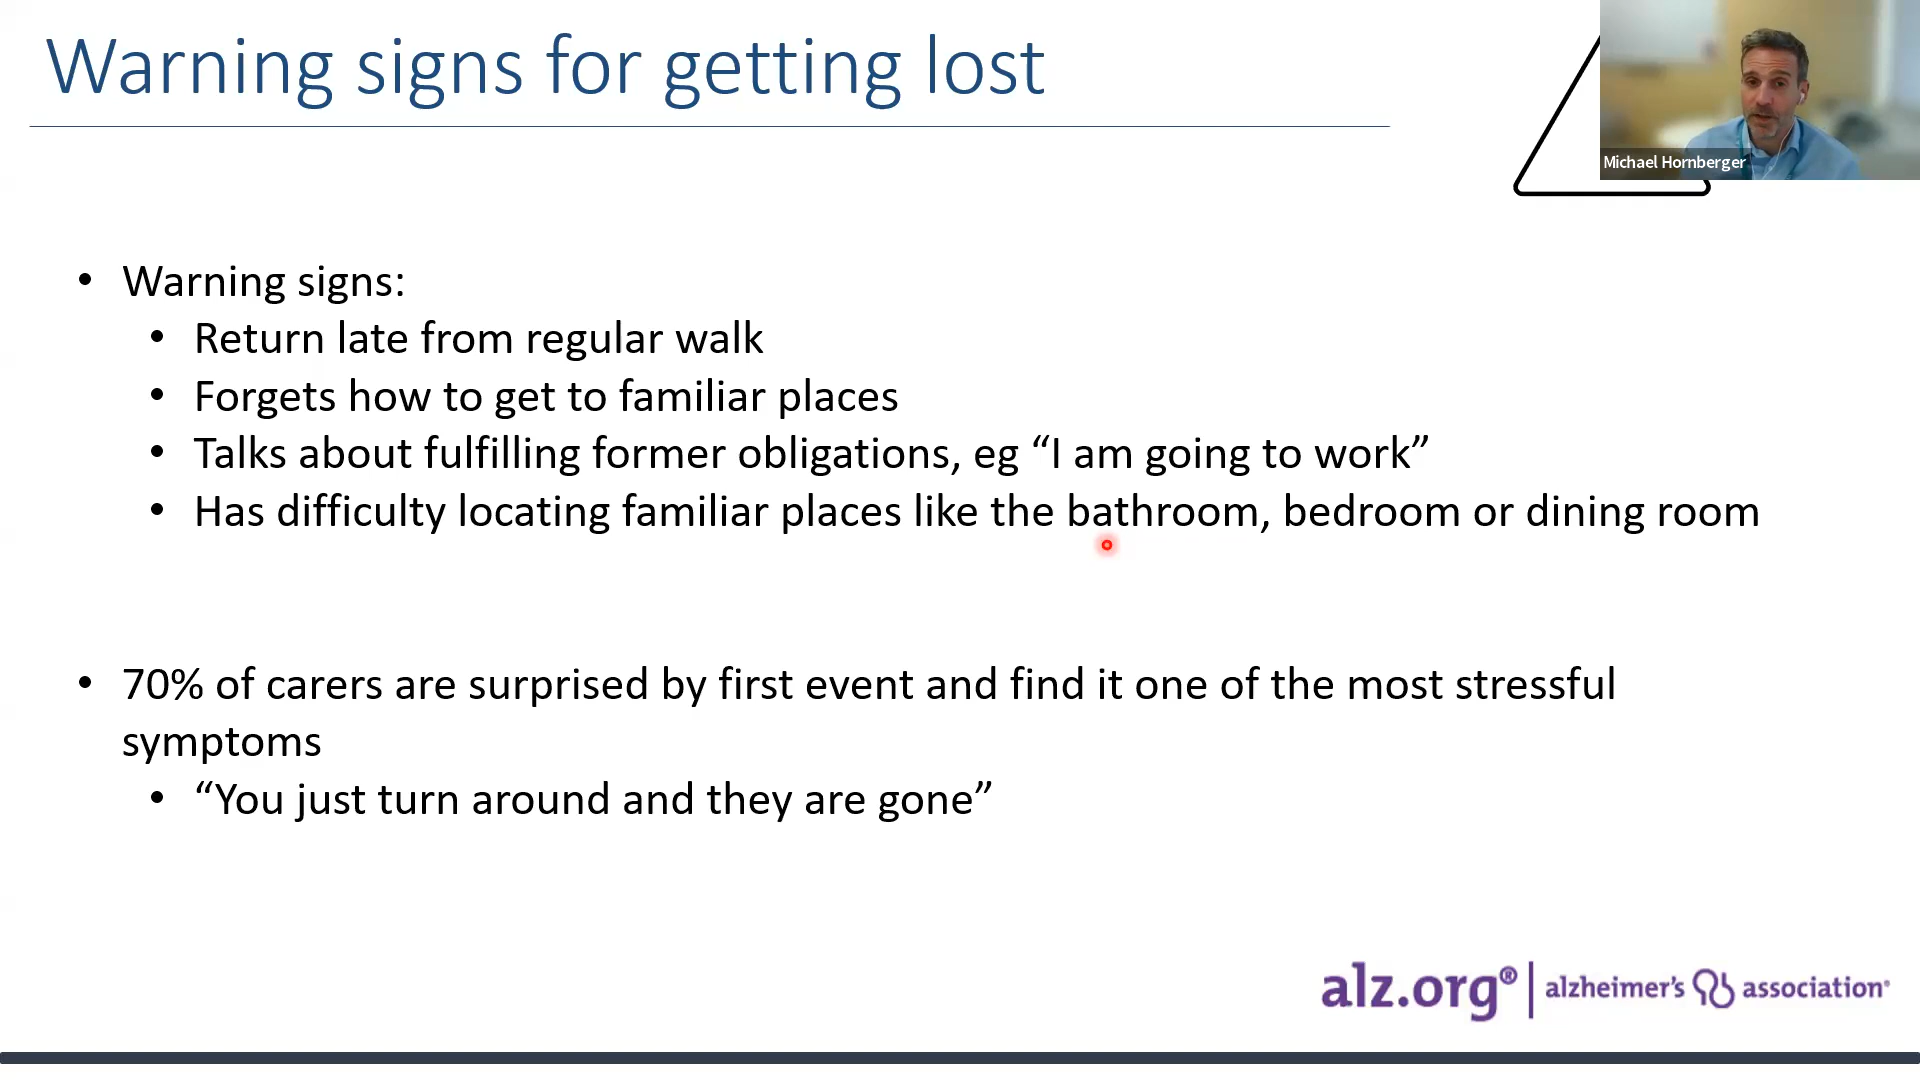 Warning signs for getting lost
Michael Hornberger
• Warning signs:
• Return late from regular walk
• Forgets how to get to familiar places
• Talks about fulfilling former obligations, eg “I am going to work”
• Has difficulty locating familiar places like the bathroom, bedroom or dining room
• 70% of carers are surprised by first event and find it one of the most stressful
symptoms
• “You just turn around and they are gone”
alz.org® | alzheimer's association®